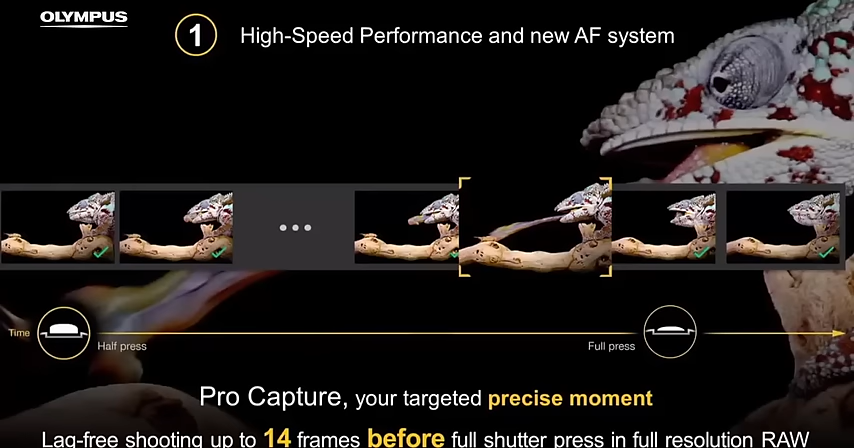 OLYMPUS
1 High-Speed Performance and new AF system
Time
Half press
Full press
Pro Capture, your targeted precise moment
Lag-free shooting up to 14 frames before full shutter press in full resolution RAW